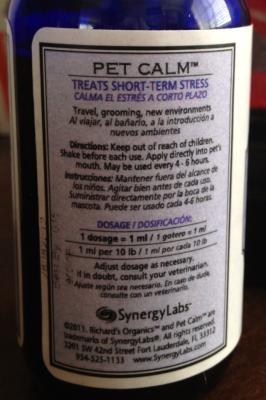 PET CALM™
TREATS SHORT-TERM STRESS
CALMA EL ESTRÉS A CORTO PLAZO
Travel, grooming, new environments
Al viajar, al bañarlo, a la introducción a
nuevos ambientes
Directions: Keep out of reach of children.
Shake before each use. Apply directly into pet's
mouth. May be used every 4 - 6 hours.
Instrucciones: Mantener fuera del alcance de
los niños. Agitar bien antes de cada uso.
Suministrar directamente por la boca de la
mascota. Puede ser usado cada 4-6 horas.
DOSAGE / DOSIFICACIÓN:
1 dosage = 1 ml / 1 gotero = 1 ml
1 ml per 10 lb / 1 ml por cada 10 lb
Adjust dosage as necessary.
If in doubt, consult your veterinarian.
Ajuste según sea necesario. En caso de duda,
consulte con un veterinario.
SYNERGYLABS™
©2011. Richard's Organics™ and Pet Calm™ are
trademarks of SynergyLabs®. All rights reserved.
3201 SW 42nd Street Fort Lauderdale, FL 33312
954-525-1133 www.SynergyLabs.com